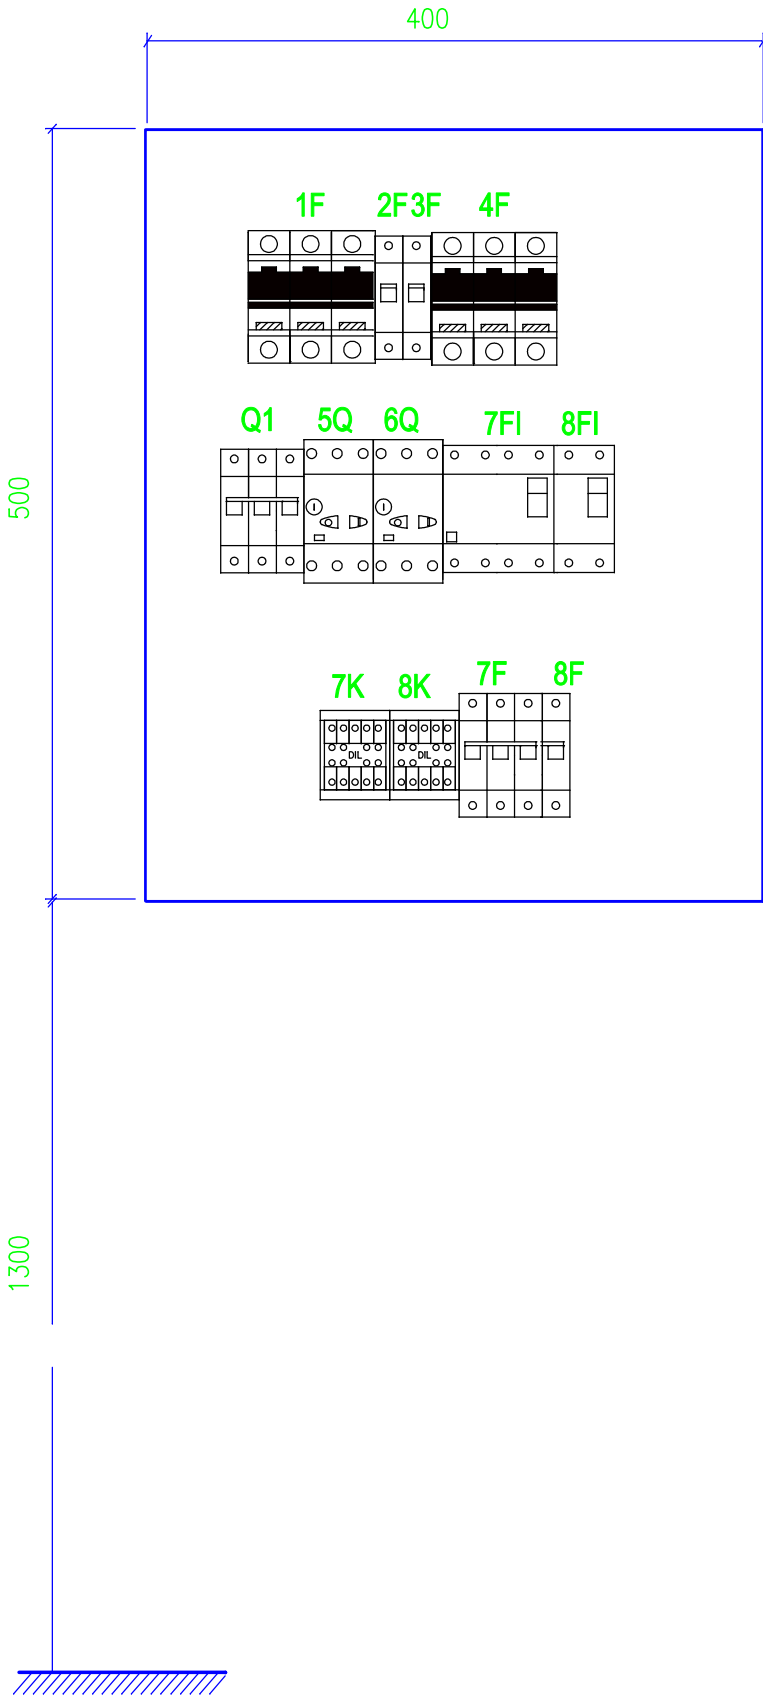 400
1F 2F 3F 4F
500
Q1 5Q 6Q 7FI 8FI
I I
7K 8K 7F 8F
DIL DIL
1300